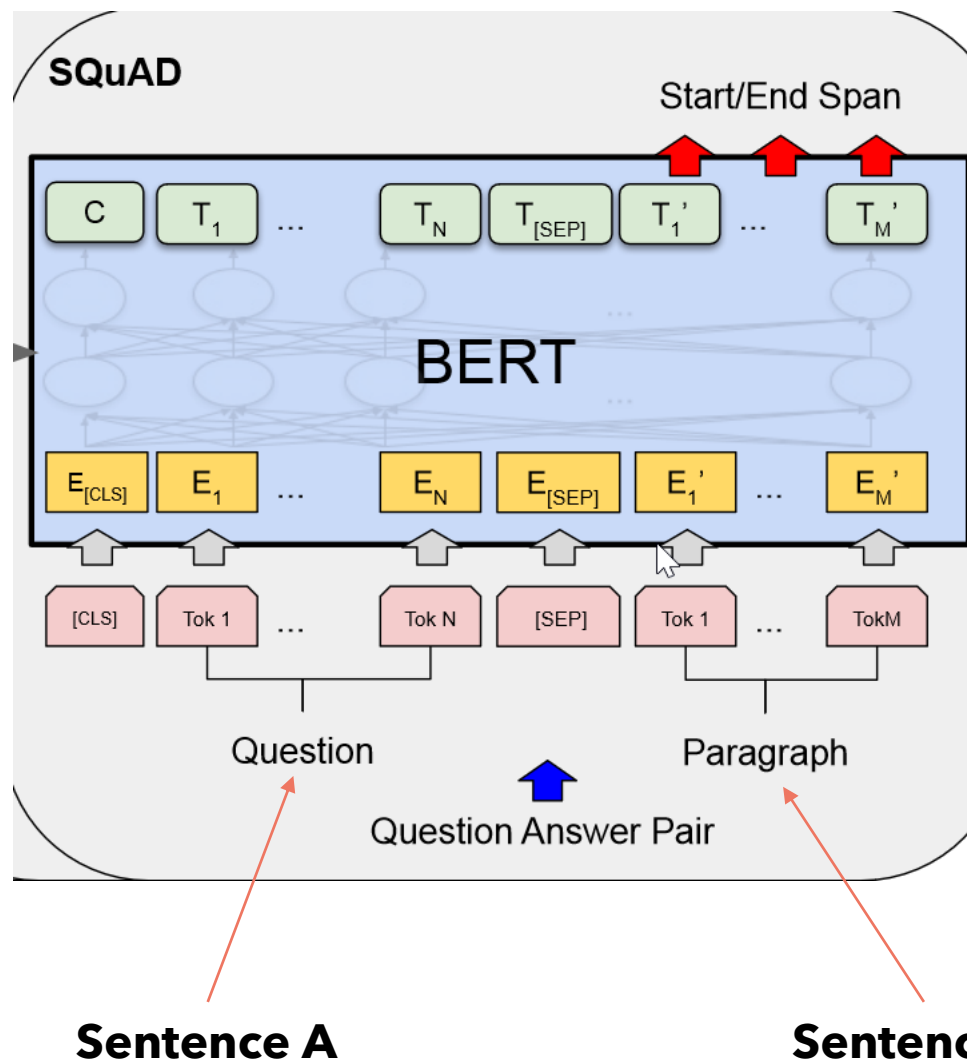 SQuAD
Start/End Span
C T1 ... TN T[SEP] T1’ ... TM’
...
BERT
...
E[CLS] E1 ... EN E[SEP] E1’ ... EM’
[CLS] Tok 1 ... Tok N [SEP] Tok 1 ... TokM
Question Paragraph
Question Answer Pair
Sentence A Sentenc